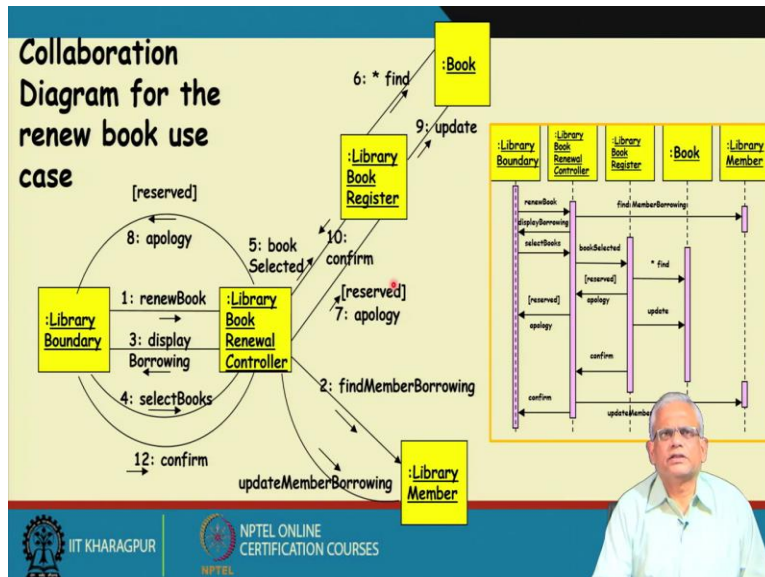 Collaboration
Diagram for the
renew book use
case
:Book
6: * find
9: update
:Library
Book
Register
[reserved]
8: apology
5: book
Selected
10:
confirm
[reserved]
7: apology
1: renewBook
:Library
Boundary
:Library
Book
Renewal
Controller
3: display
Borrowing
4: selectBooks
12: confirm
2: findMemberBorrowing
updateMemberBorrowing
:Library
Member
:Library
Boundary
:Library
Book
Renewal
Controller
:Library
Book
Register
:Book
:Library
Member
renewBook
find MemberBorrowing
displayBorrowing
selectBooks
bookSelected
* find
[reserved]
apology
[reserved]
apology
update
confirm
confirm
updateMember
IIT KHARAGPUR
NPTEL
NPTEL ONLINE
CERTIFICATION COURSES